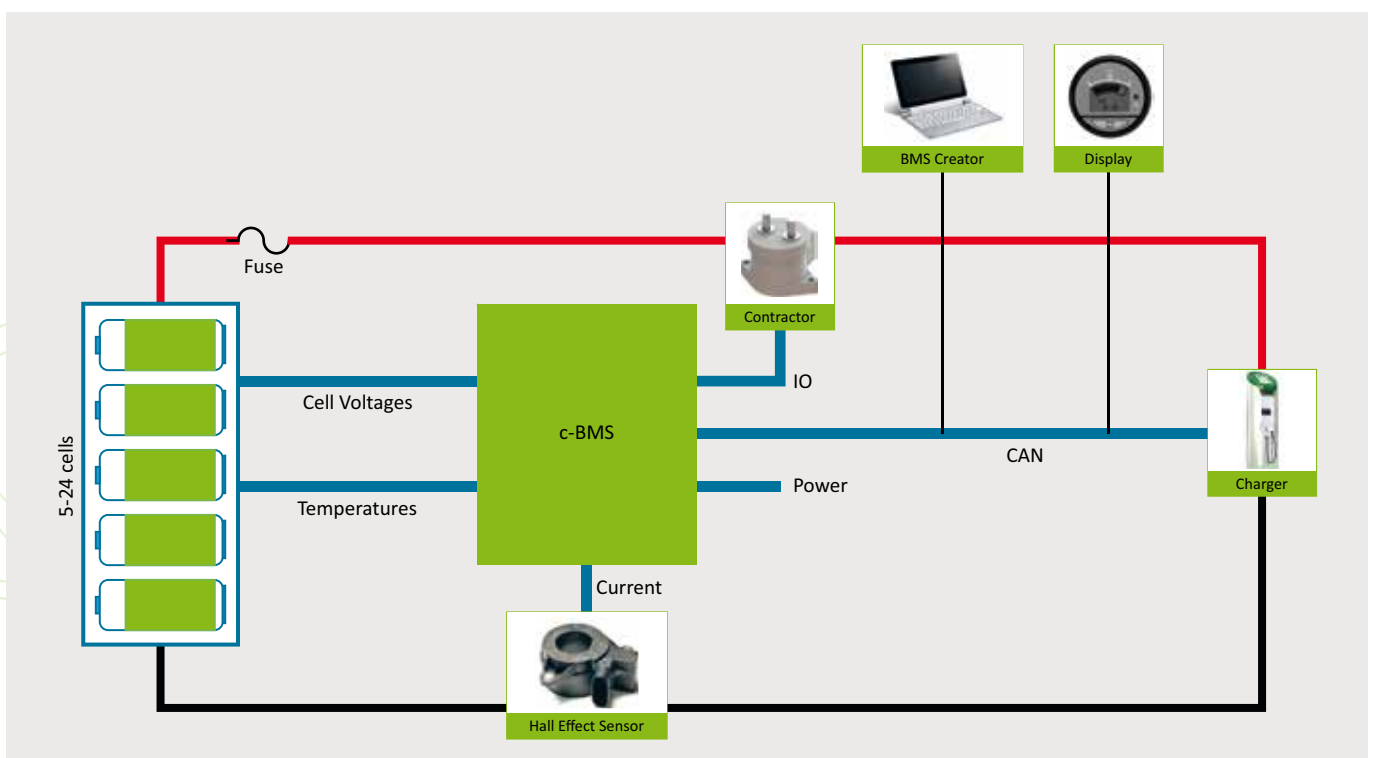 BMS Creator
Display
Fuse
Contractor
IO
Cell Voltages
c-BMS
CAN
5-24 cells
Temperatures
Power
Charger
Current
Hall Effect Sensor